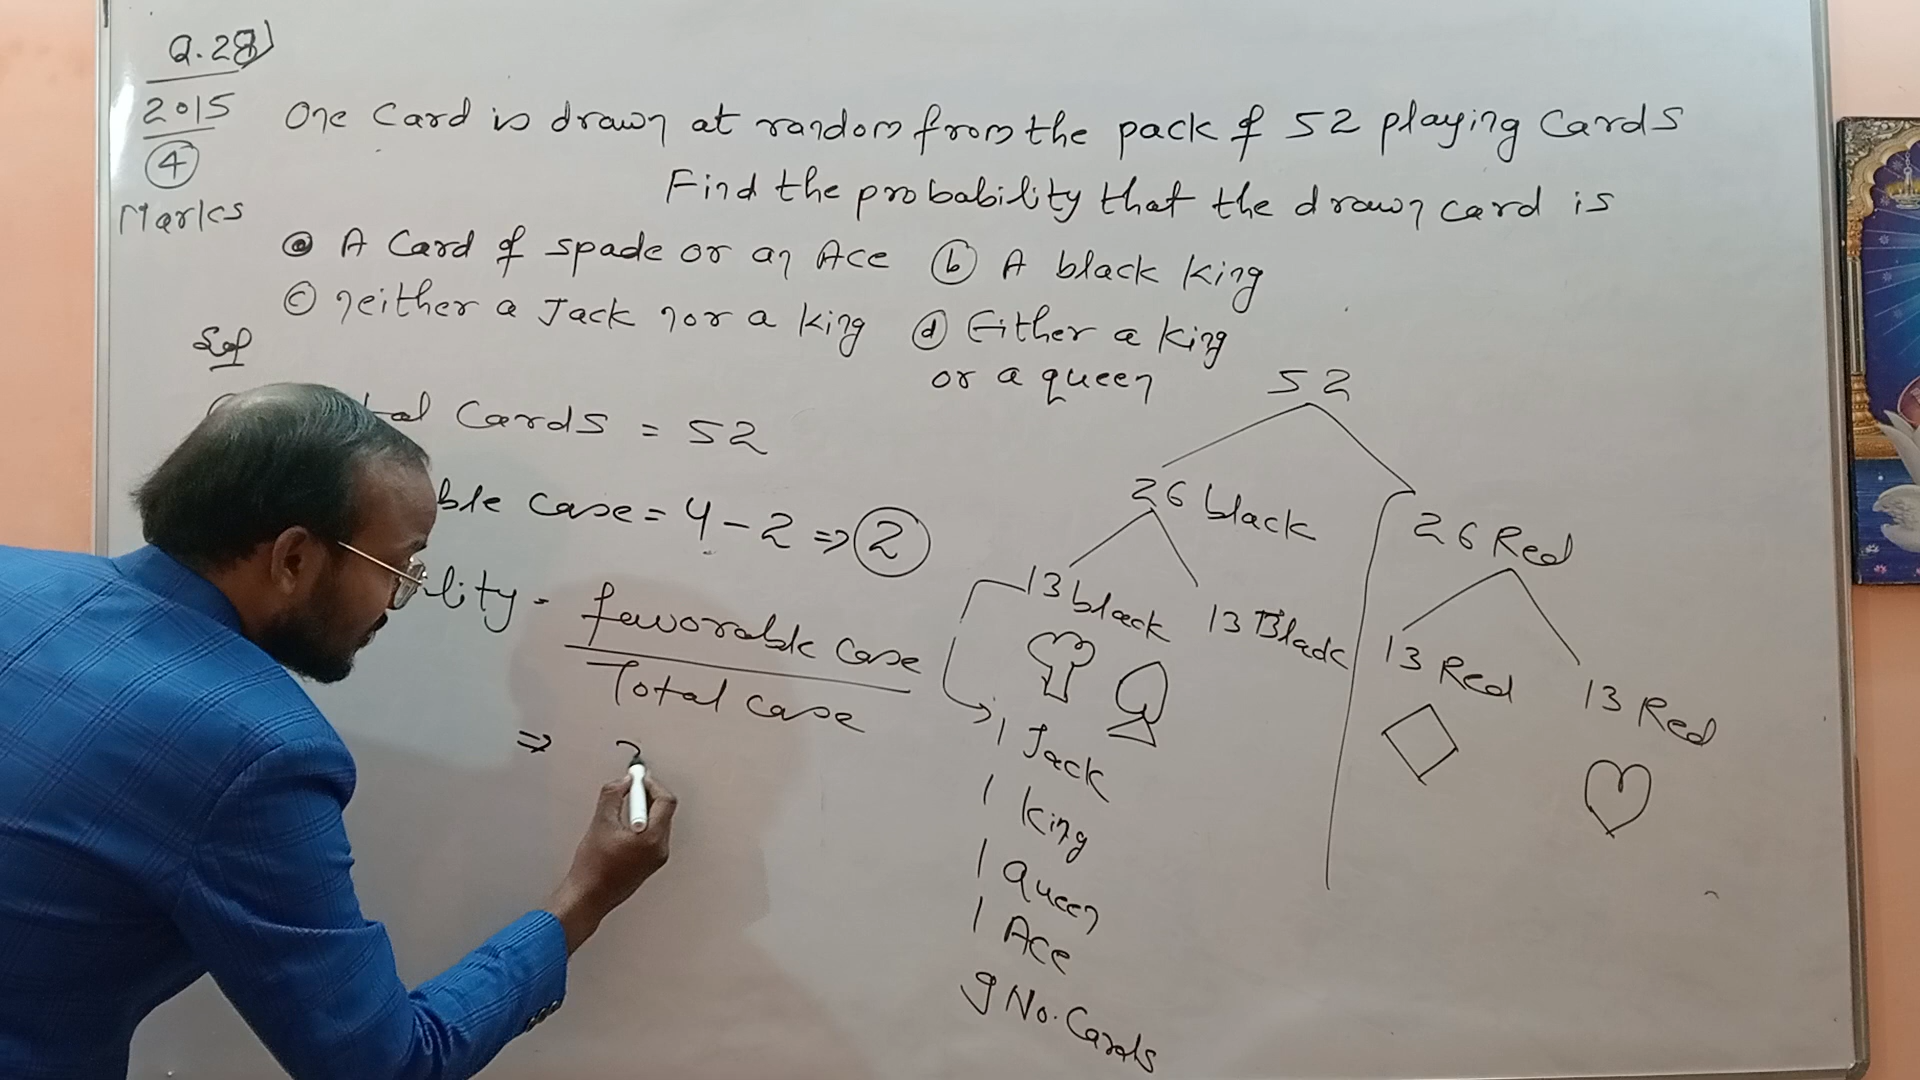 Q.28)
2015
4
Marks
One Card is drawn at random from the pack of 52 playing Cards
Find the probability that the drawn card is
a A Card of spade or an Ace b A black King
c neither a Jack nor a king d Either a King
or a queen
Sol
tal Cards = 52
ble case = 4 - 2 => 2
lity = favorable case
Total case
=>
52
26 black 26 Red
13 black 13 Black 13 Red 13 Red
1 Jack
1 King
1 Queen
1 Ace
9 No. Cards